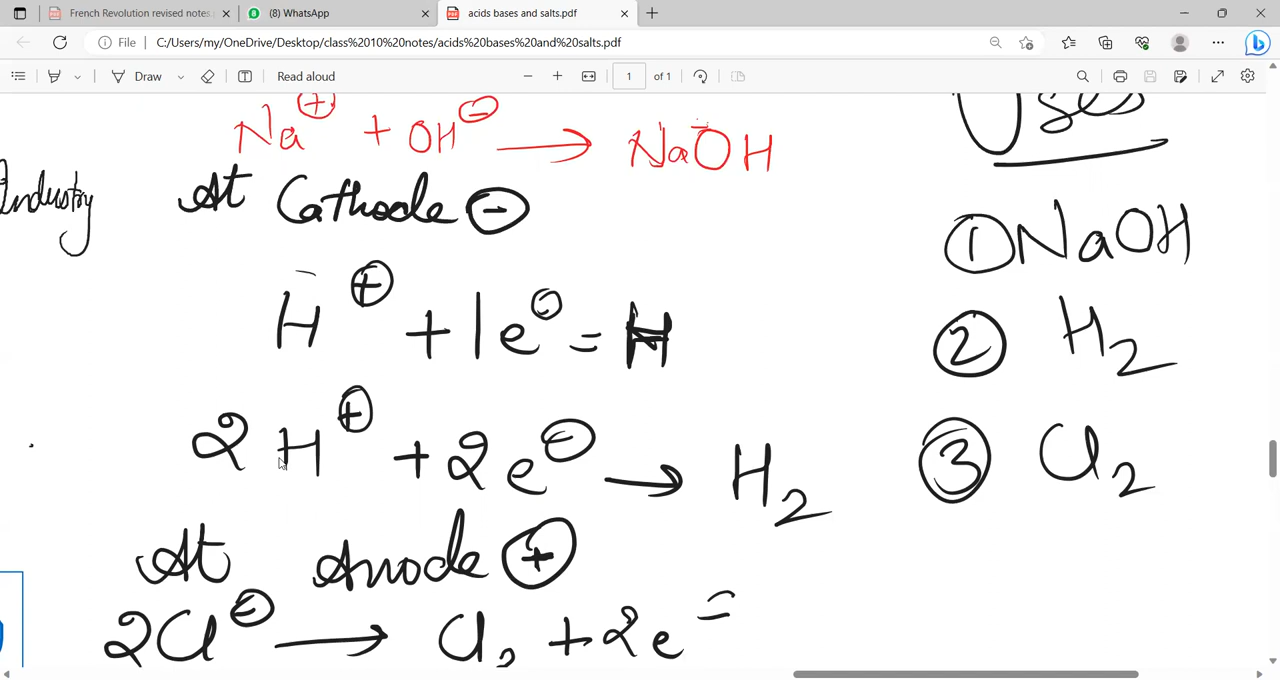 French Revolution revised notes
(8) WhatsApp
acids bases and salts.pdf
File C:/Users/my/OneDrive/Desktop/class%2010%20notes/acids%20bases%20and%20salts.pdf
Draw Read aloud 1 of 1
Na⊕ + OH⊖ → NaOH
Industry
At Cathode ⊖
H⊕ + 1e⊖ = H
2H⊕ + 2e⊖ → H₂
At Anode ⊕
2Cl⊖ → Cl₂ + 2e⁼
Uses
① NaOH
② H₂
③ Cl₂